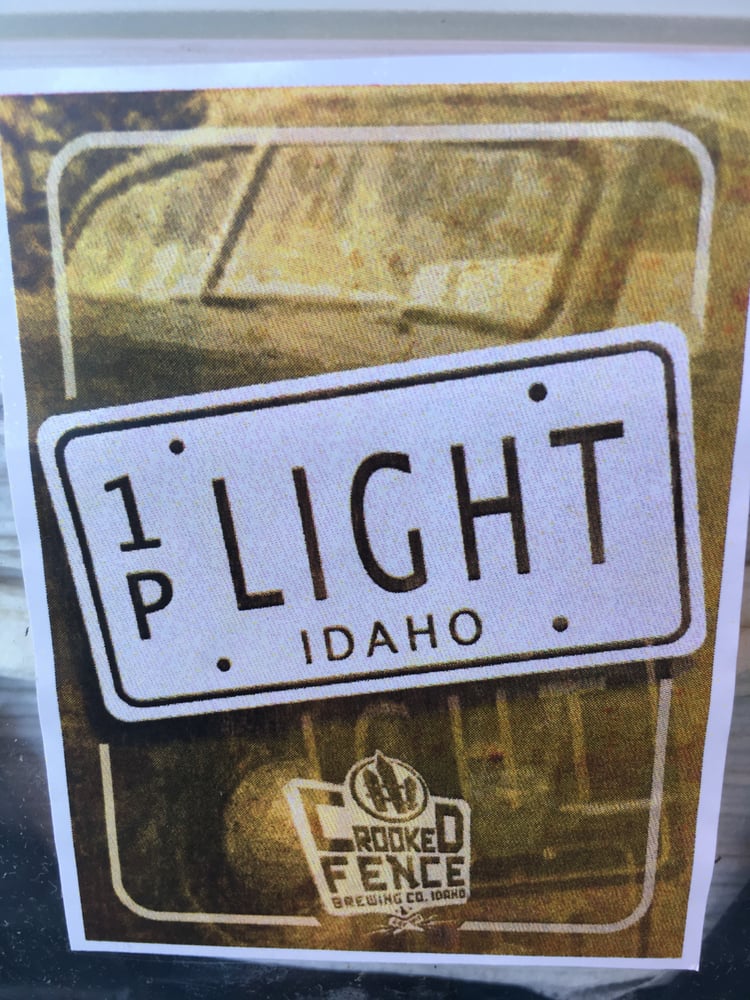 1
P
LIGHT
IDAHO
CROOKED
FENCE
BREWING CO. IDAHO